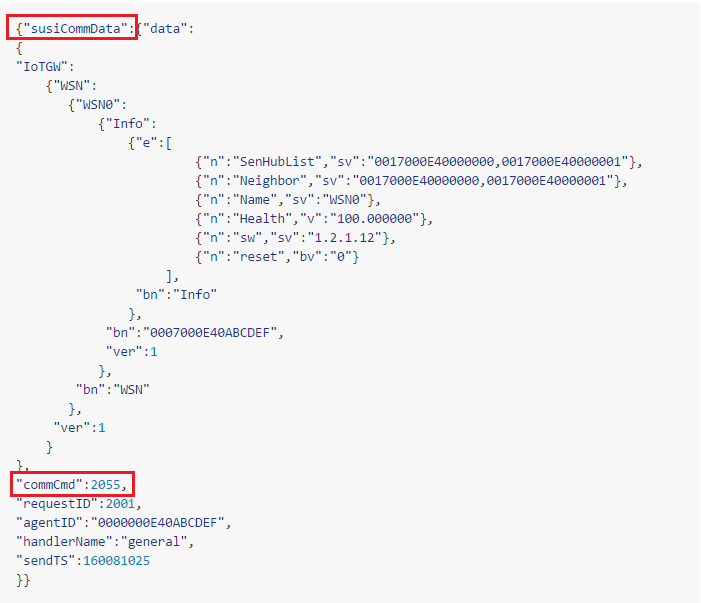 {"susiCommData":{"data":
{
"IoTGW":
{"WSN":
{"WSN0":
{"Info":
{"e":[
{"n":"SenHubList","sv":"0017000E40000000,0017000E40000001"},
{"n":"Neighbor","sv":"0017000E40000000,0017000E40000001"},
{"n":"Name","sv":"WSN0"},
{"n":"Health","v":"100.000000"},
{"n":"sw","sv":"1.2.1.12"},
{"n":"reset","bv":"0"}
],
"bn":"Info"
},
"bn":"0007000E40ABCDEF",
"ver":1
},
"bn":"WSN"
},
"ver":1
}
},
"commCmd":2055,
"requestID":2001,
"agentID":"0000000E40ABCDEF",
"handlerName":"general",
"sendTS":160081025
}}